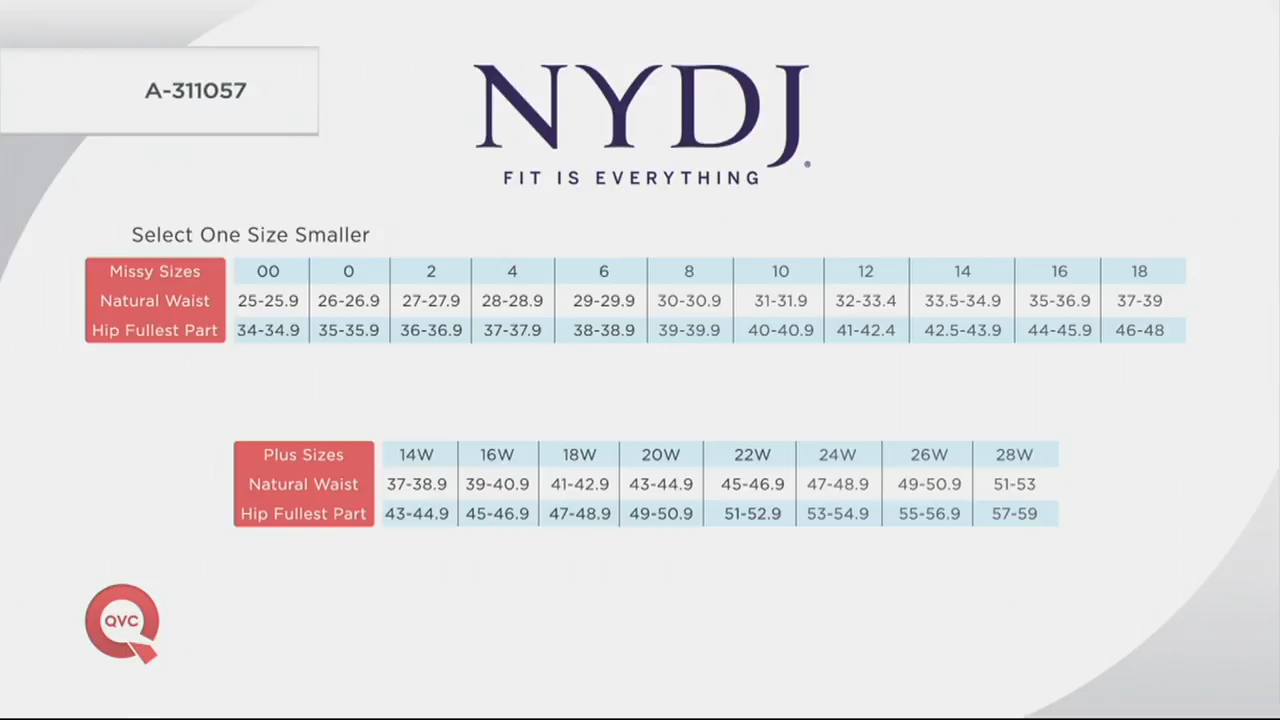 A-311057
NYDJ®
FIT IS EVERYTHING
Select One Size Smaller
Missy Sizes 00 0 2 4 6 8 10 12 14 16 18
Natural Waist 25-25.9 26-26.9 27-27.9 28-28.9 29-29.9 30-30.9 31-31.9 32-33.4 33.5-34.9 35-36.9 37-39
Hip Fullest Part 34-34.9 35-35.9 36-36.9 37-37.9 38-38.9 39-39.9 40-40.9 41-42.4 42.5-43.9 44-45.9 46-48
Plus Sizes 14W 16W 18W 20W 22W 24W 26W 28W
Natural Waist 37-38.9 39-40.9 41-42.9 43-44.9 45-46.9 47-48.9 49-50.9 51-53
Hip Fullest Part 43-44.9 45-46.9 47-48.9 49-50.9 51-52.9 53-54.9 55-56.9 57-59
QVC